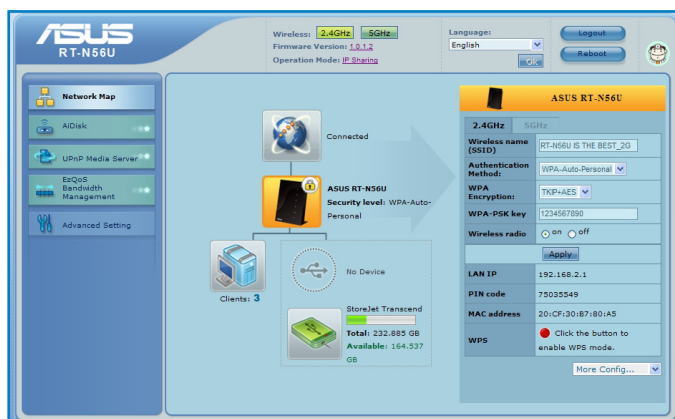 ASUS
RT-N56U
Wireless: 2.4GHz 5GHz
Firmware Version: 1.0.1.2
Operation Mode: IP Sharing
Language:
English
OK
Logout
Reboot
Network Map
AiDisk
UPnP Media Server
EzQoS
Bandwidth
Management
Advanced Setting
Connected
ASUS RT-N56U
Security level: WPA-Auto-
Personal
Clients: 3
No Device
StoreJet Transcend
Total: 232.885 GB
Available: 164.537
GB
ASUS RT-N56U
2.4GHz 5GHz
Wireless name
(SSID)
RT-N56U IS THE BEST_2G
Authentication
Method:
WPA-Auto-Personal
WPA
Encryption:
TKIP+AES
WPA-PSK key
1234567890
Wireless radio
on off
Apply
LAN IP
192.168.2.1
PIN code
75035549
MAC address
20:CF:30:B7:80:A5
WPS
Click the button to
enable WPS mode.
More Config...